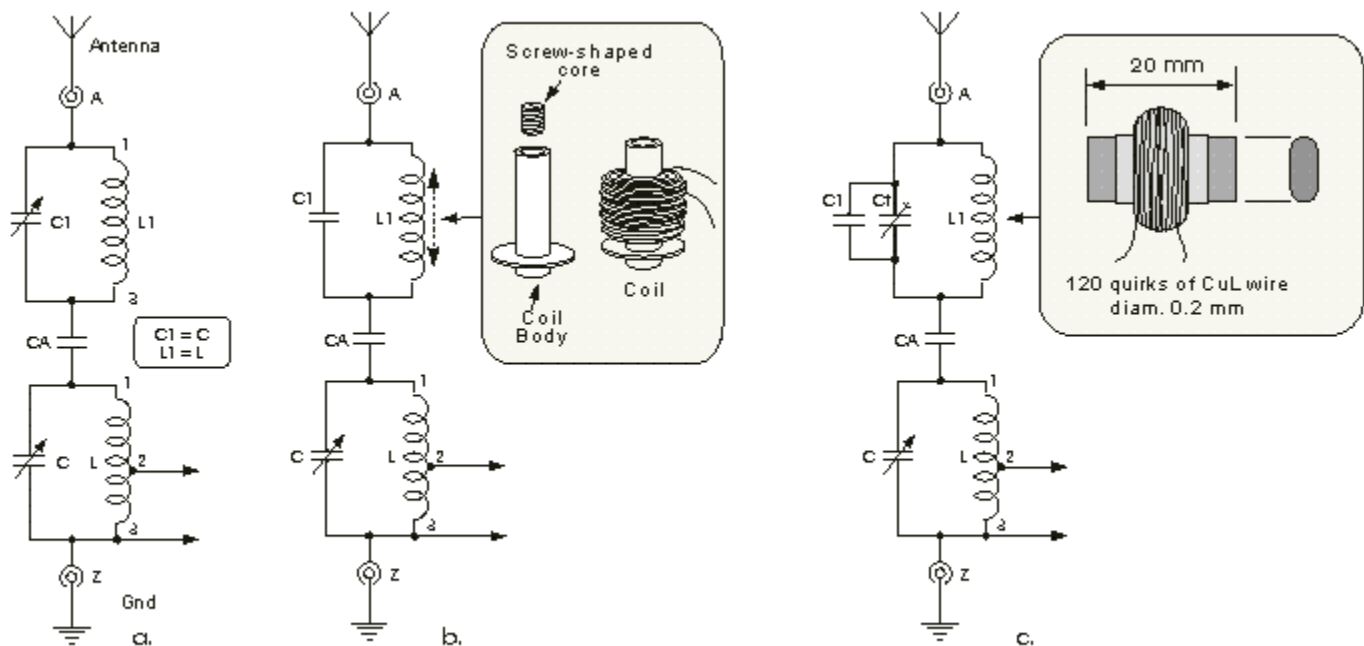 Antenna
A
1
C1
L1
3
CA
C1 = C
L1 = L
1
C
L
2
3
Z
Gnd
a.
A
C1
L1
CA
1
C
L
2
3
Z
b.
Screw-shaped
core
Coil
Body
Coil
A
C1
Ct
L1
CA
1
C
L
2
3
Z
c.
20 mm
120 quirks of CuL wire
diam. 0.2 mm